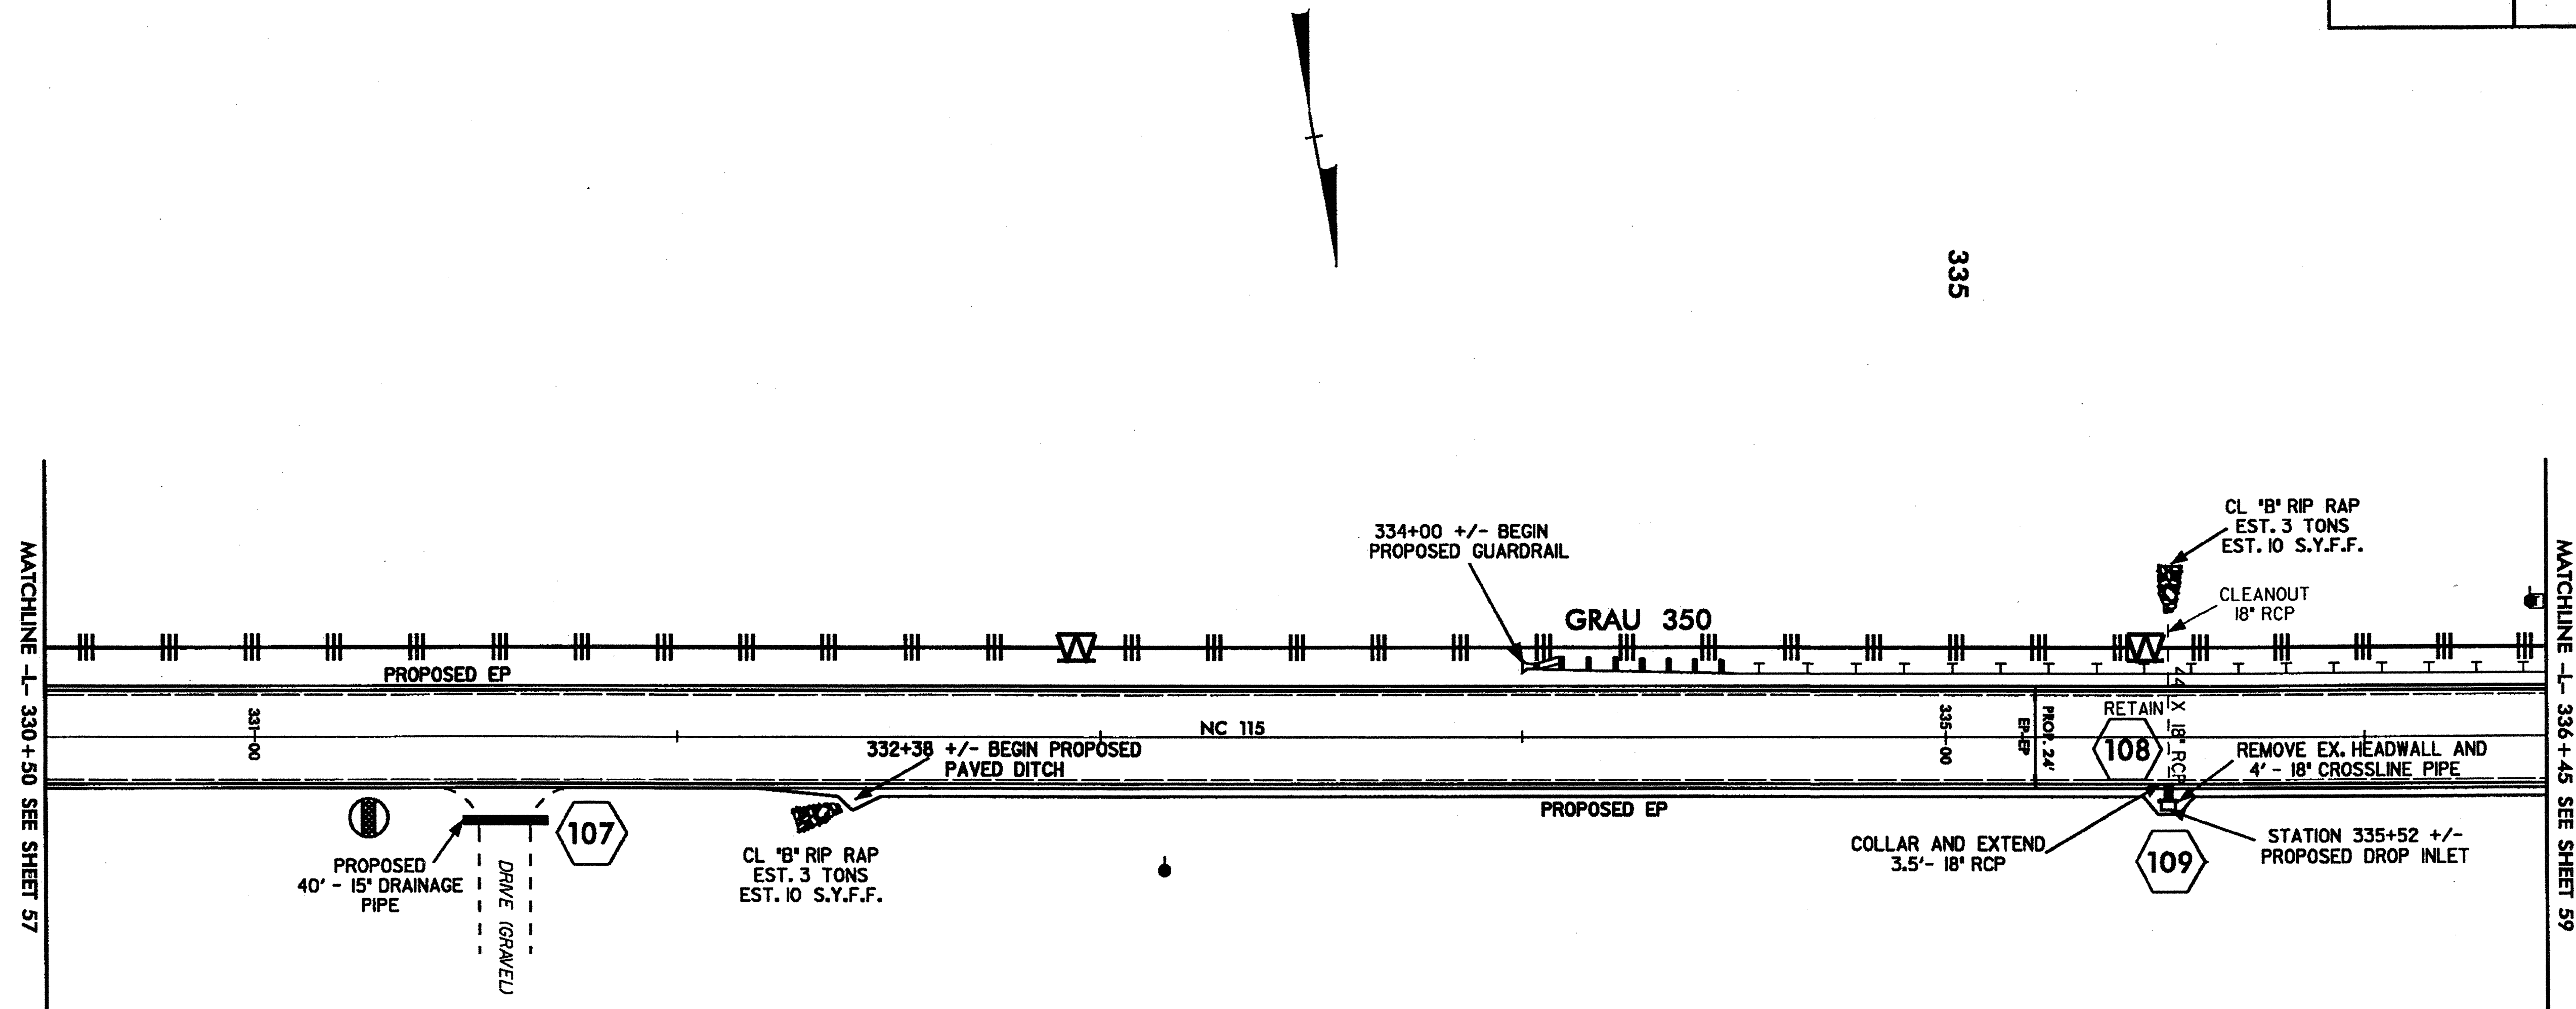 335
CL "B" RIP RAP
EST. 3 TONS
EST. 10 S.Y.F.F.
334+00 +/- BEGIN
PROPOSED GUARDRAIL
CLEANOUT
18" RCP
GRAU 350
PROPOSED EP
MATCHLINE -L- 330+50 SEE SHEET 57
MATCHLINE -L- 336+45 SEE SHEET 59
331+00
NC 115
335+00
PROP. 24'
EP-EP
RETAIN
X 18" RCP
108
332+38 +/- BEGIN PROPOSED
PAVED DITCH
REMOVE EX. HEADWALL AND
4' - 18" CROSSLINE PIPE
PROPOSED EP
107
PROPOSED
40' - 15" DRAINAGE
PIPE
DRIVE (GRAVEL)
CL "B" RIP RAP
EST. 3 TONS
EST. 10 S.Y.F.F.
COLLAR AND EXTEND
3.5'- 18" RCP
109
STATION 335+52 +/-
PROPOSED DROP INLET